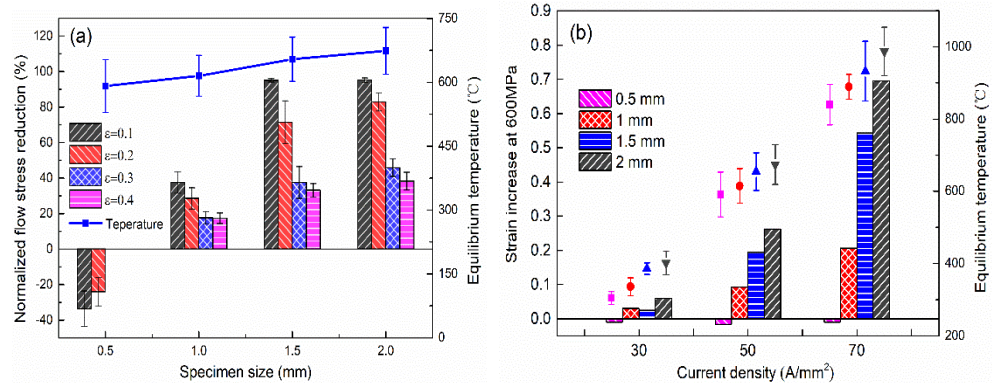 (a)
Normalized flow stress reduction (%)
120
100
80
60
40
20
0
-20
-40
750
600
450
300
150
0
Equilibrium temperature (℃)
ε=0.1
ε=0.2
ε=0.3
ε=0.4
Teperature
0.5 1.0 1.5 2.0
Specimen size (mm)
(b)
Strain increase at 600MPa
0.9
0.8
0.7
0.6
0.5
0.4
0.3
0.2
0.1
0.0
1000
800
600
400
200
Equilibrium temperature (℃)
0.5 mm
1 mm
1.5 mm
2 mm
30 50 70
Current density (A/mm²)